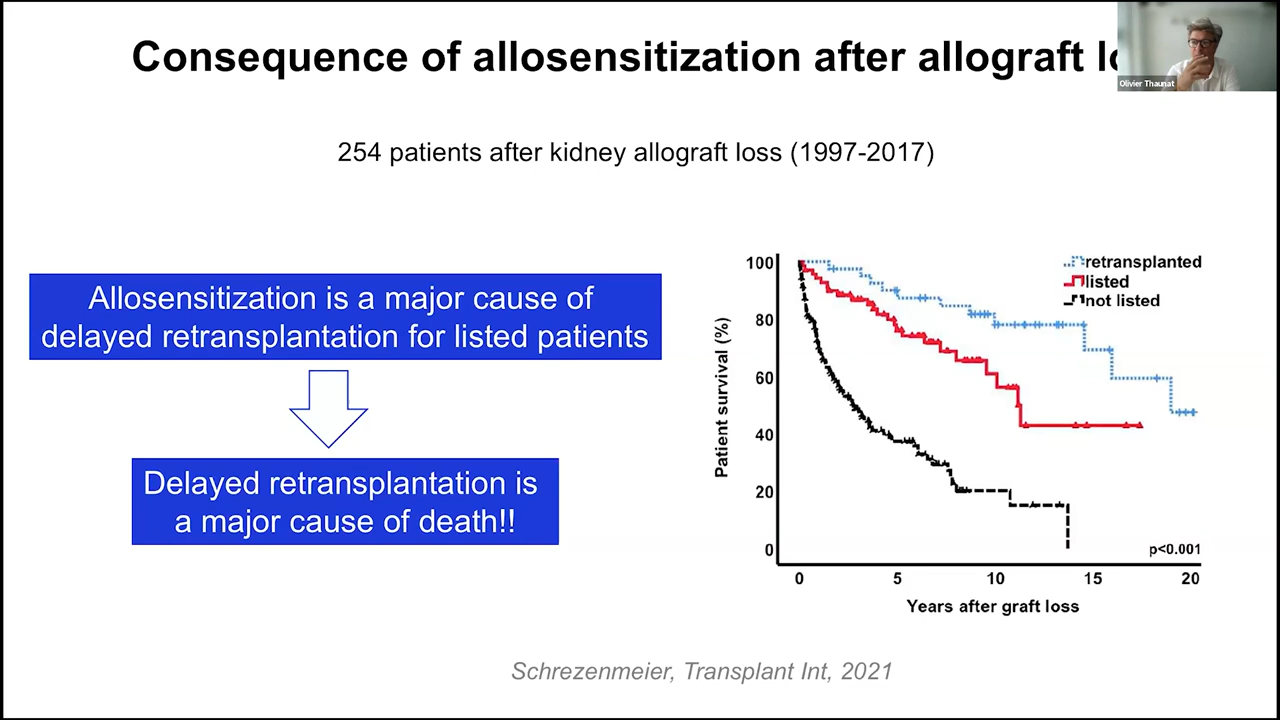 Consequence of allosensitization after allograft
Olivier Thaunat
254 patients after kidney allograft loss (1997-2017)
Allosensitization is a major cause of
delayed retransplantation for listed patients
Delayed retransplantation is
a major cause of death!!
retransplanted
listed
not listed
Patient survival (%)
100
80
60
40
20
0
p<0.001
0 5 10 15 20
Years after graft loss
Schrezenmeier, Transplant Int, 2021